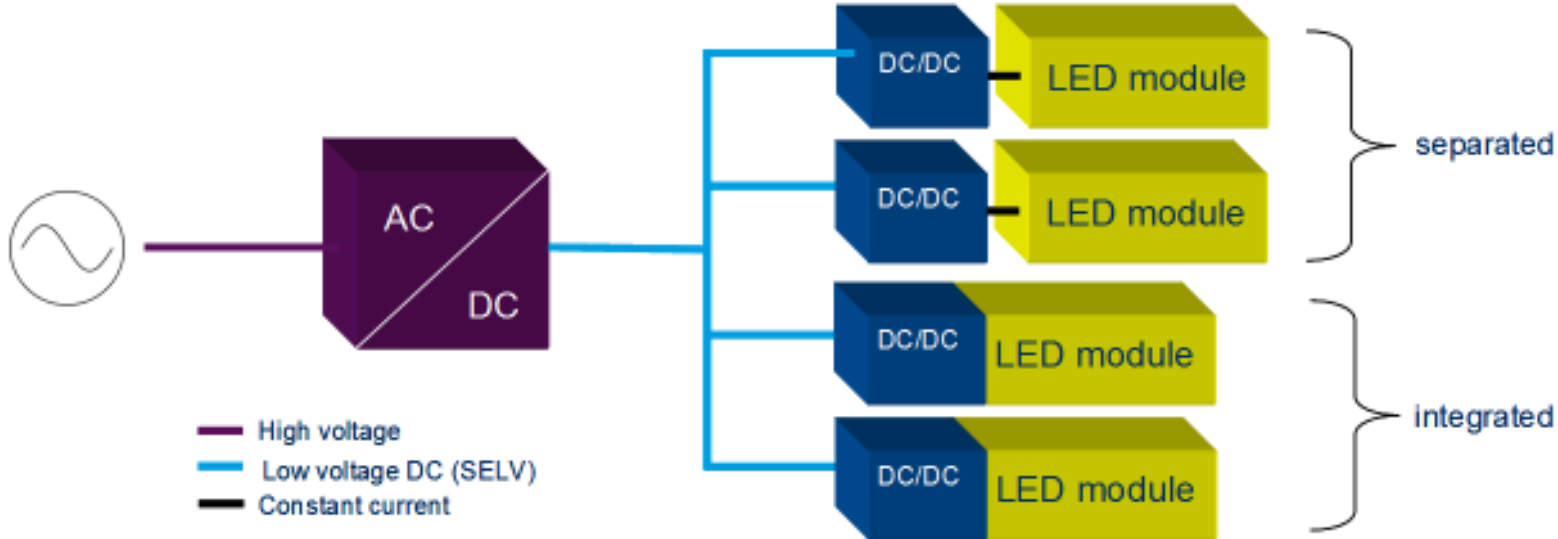 DC/DC
LED module
separated
DC/DC
LED module
AC
DC
DC/DC
LED module
integrated
DC/DC
LED module
High voltage
Low voltage DC (SELV)
Constant current